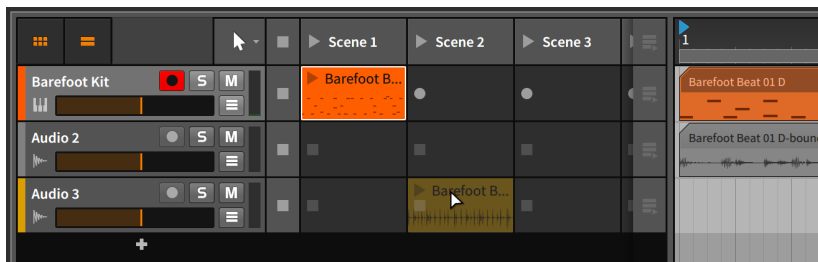 Scene 1 Scene 2 Scene 3
1
Barefoot Kit S M
Barefoot B...
Barefoot Beat 01 D
Audio 2 S M
Barefoot Beat 01 D-boun
Audio 3 S M
Barefoot B...